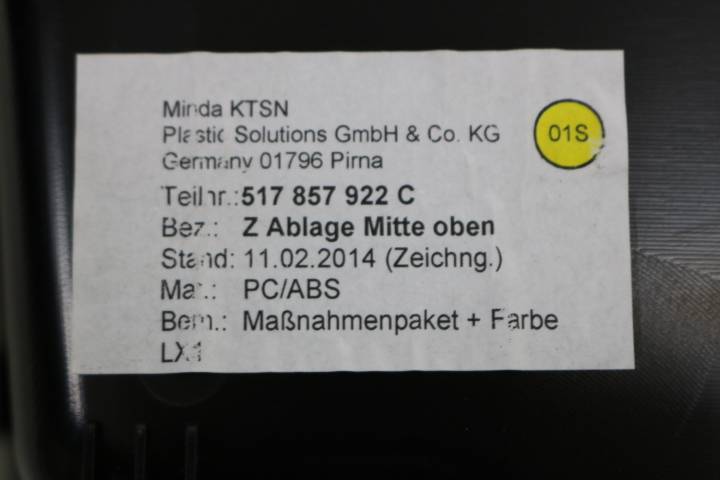 Minda KTSN
Plastic Solutions GmbH & Co. KG
Germany 01796 Pirna
01S
Teilnr.:517 857 922 C
Bez.: Z Ablage Mitte oben
Stand: 11.02.2014 (Zeichng.)
Mat.: PC/ABS
Bem.: Maßnahmenpaket + Farbe
LX1